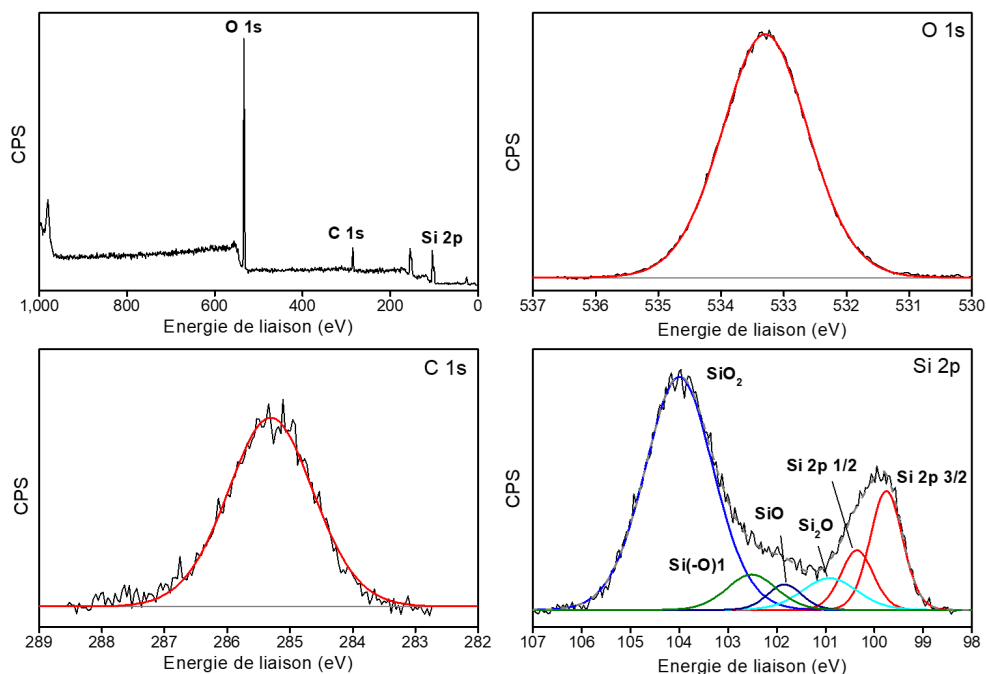 O 1s
C 1s
Si 2p
CPS
1,000 800 600 400 200 0
Energie de liaison (eV)
O 1s
CPS
537 536 535 534 533 532 531 530
Energie de liaison (eV)
C 1s
CPS
289 288 287 286 285 284 283 282
Energie de liaison (eV)
Si 2p
SiO2
Si 2p 1/2
Si 2p 3/2
SiO
Si2O
Si(-O)1
CPS
107 106 105 104 103 102 101 100 99 98
Energie de liaison (eV)